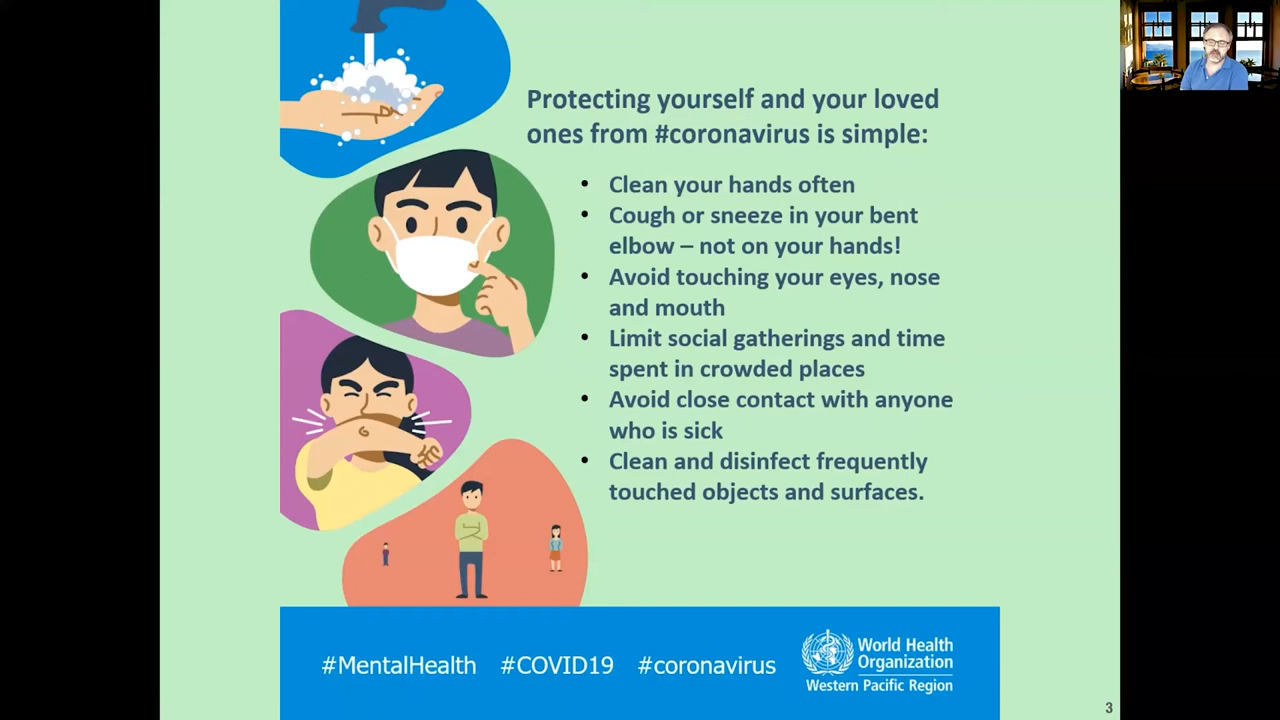 Protecting yourself and your loved
ones from #coronavirus is simple:
• Clean your hands often
• Cough or sneeze in your bent
elbow – not on your hands!
• Avoid touching your eyes, nose
and mouth
• Limit social gatherings and time
spent in crowded places
• Avoid close contact with anyone
who is sick
• Clean and disinfect frequently
touched objects and surfaces.
#MentalHealth #COVID19 #coronavirus
World Health
Organization
Western Pacific Region
3